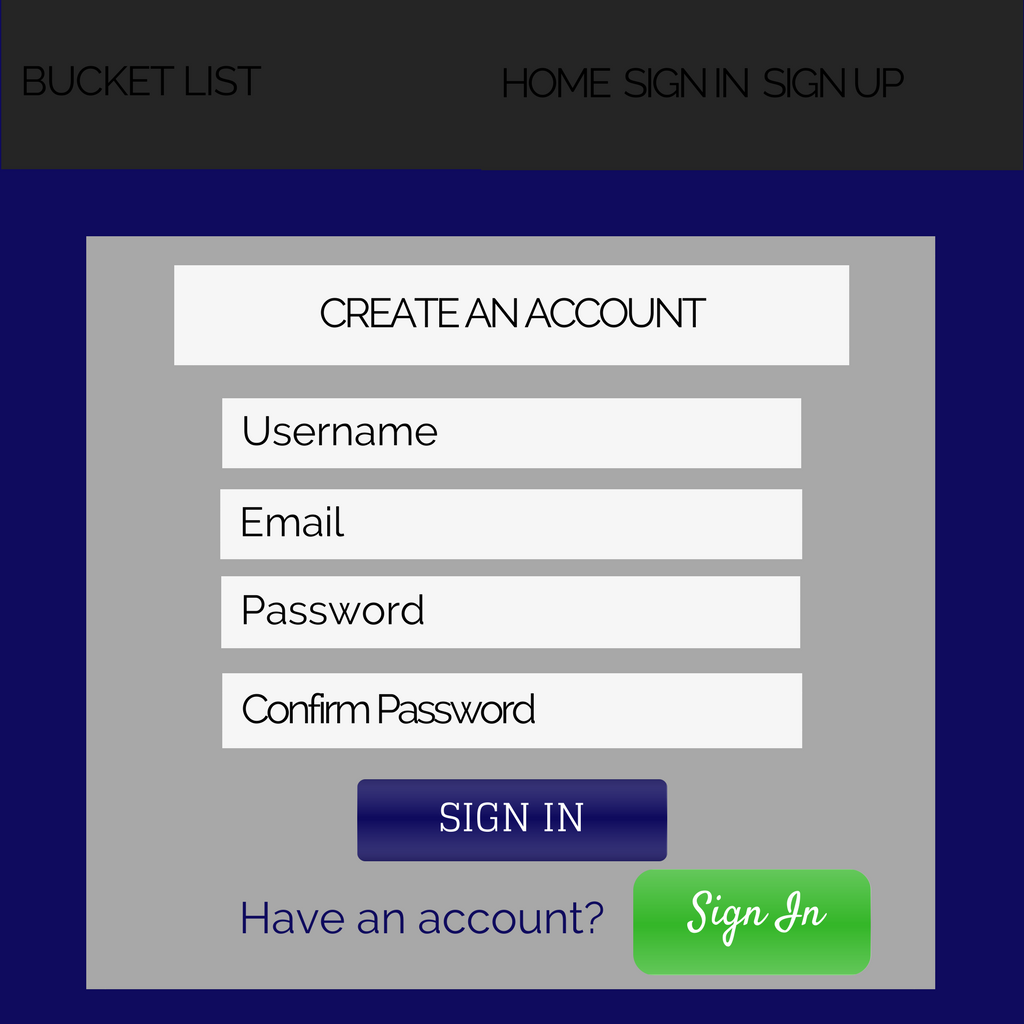 BUCKET LIST HOME SIGN IN SIGN UP
CREATE AN ACCOUNT
Username
Email
Password
Confirm Password
SIGN IN
Have an account? Sign In